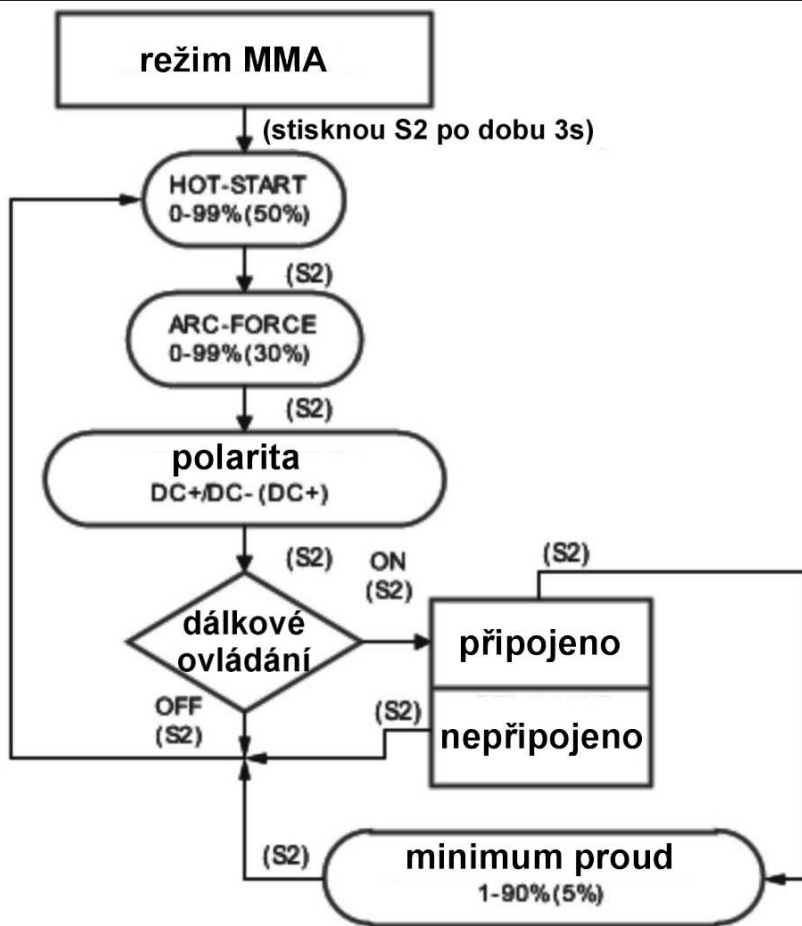 režim MMA
(stisknou S2 po dobu 3s)
HOT-START
0-99%(50%)
(S2)
ARC-FORCE
0-99%(30%)
(S2)
polarita
DC+/DC- (DC+)
(S2)
ON
(S2)
(S2)
dálkové
ovládání
připojeno
OFF
(S2)
(S2)
nepřipojeno
(S2)
minimum proud
1-90%(5%)